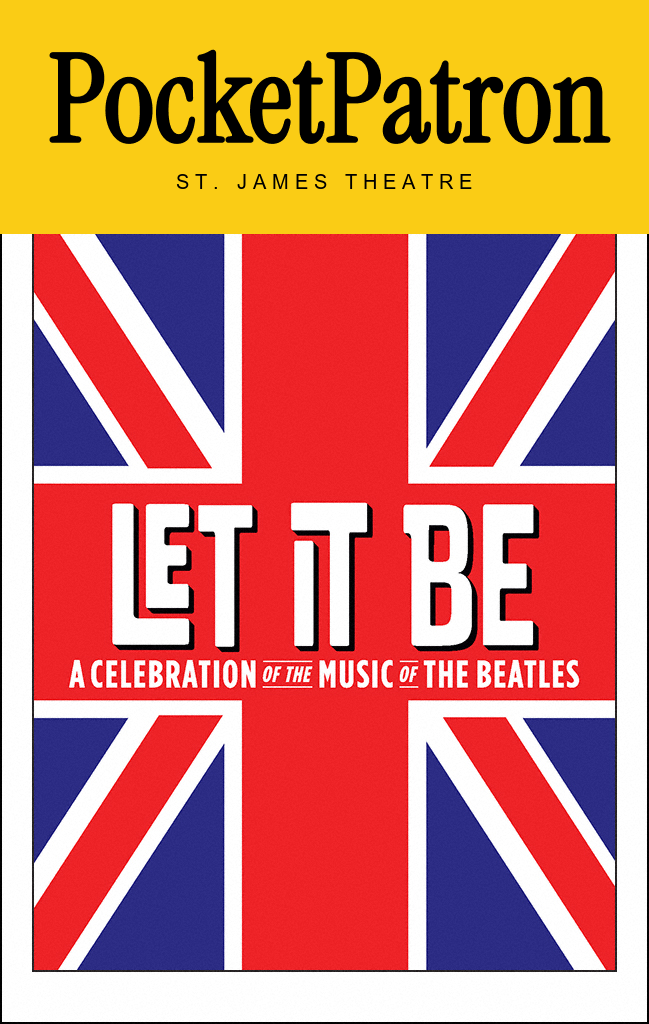 PocketPatron
ST. JAMES THEATRE
LET IT BE
A CELEBRATION OF THE MUSIC OF THE BEATLES